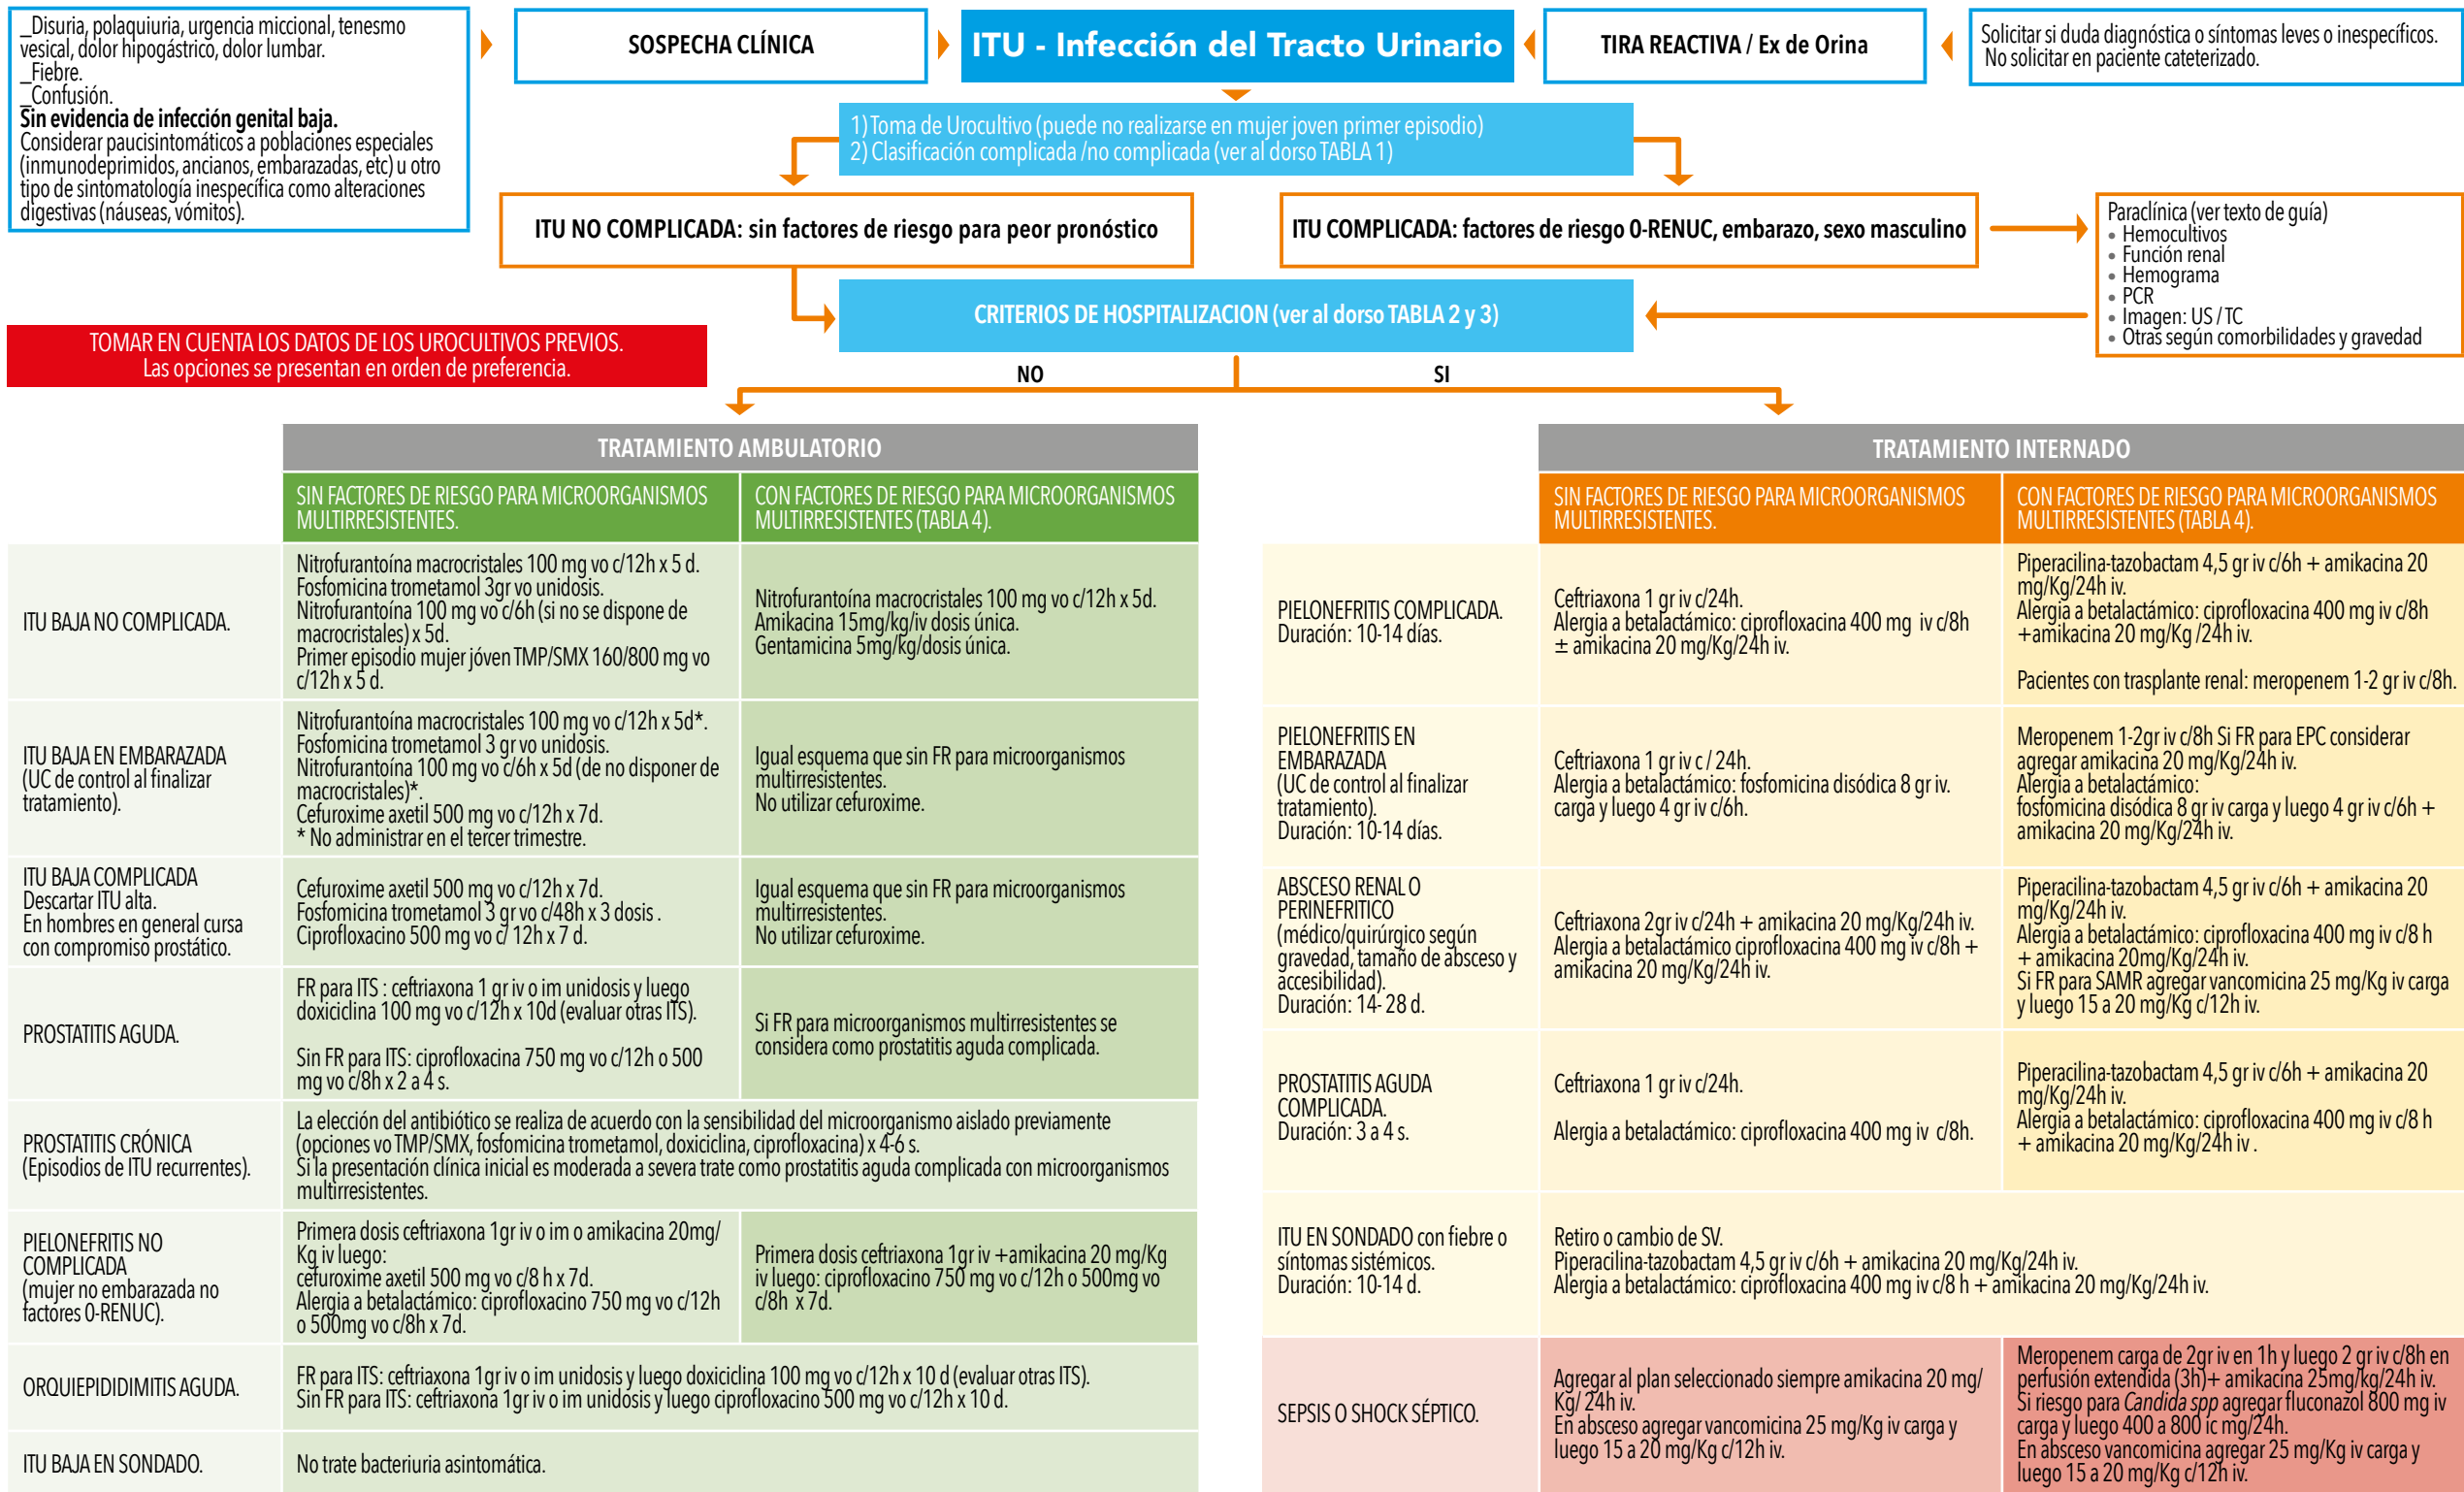 _Disuria, polaquiuria, urgencia miccional, tenesmo
vesical, dolor hipogástrico, dolor lumbar.
_Fiebre.
_Confusión.
Sin evidencia de infección genital baja.
Considerar paucisintomáticos a poblaciones especiales
(inmunodeprimidos, ancianos, embarazadas, etc) u otro
tipo de sintomatología inespecífica como alteraciones
digestivas (náuseas, vómitos).
SOSPECHA CLÍNICA
ITU - Infección del Tracto Urinario
TIRA REACTIVA / Ex de Orina
Solicitar si duda diagnóstica o síntomas leves o inespecíficos.
No solicitar en paciente cateterizado.
1) Toma de Urocultivo (puede no realizarse en mujer joven primer episodio)
2) Clasificación complicada /no complicada (ver al dorso TABLA 1)
ITU NO COMPLICADA: sin factores de riesgo para peor pronóstico
ITU COMPLICADA: factores de riesgo 0-RENUC, embarazo, sexo masculino
Paraclínica (ver texto de guía)
• Hemocultivos
• Función renal
• Hemograma
• PCR
• Imagen: US / TC
• Otras según comorbilidades y gravedad
CRITERIOS DE HOSPITALIZACION (ver al dorso TABLA 2 y 3)
TOMAR EN CUENTA LOS DATOS DE LOS UROCULTIVOS PREVIOS.
Las opciones se presentan en orden de preferencia.
NO
SI
TRATAMIENTO AMBULATORIO
SIN FACTORES DE RIESGO PARA MICROORGANISMOS
MULTIRRESISTENTES.
CON FACTORES DE RIESGO PARA MICROORGANISMOS
MULTIRRESISTENTES (TABLA 4).
ITU BAJA NO COMPLICADA.
Nitrofurantoína macrocristales 100 mg vo c/12h x 5 d.
Fosfomicina trometamol 3gr vo unidosis.
Nitrofurantoína 100 mg vo c/6h (si no se dispone de
macrocristales) x 5d.
Primer episodio mujer jóven TMP/SMX 160/800 mg vo
c/12h x 5 d.
Nitrofurantoína macrocristales 100 mg vo c/12h x 5d.
Amikacina 15mg/kg/iv dosis única.
Gentamicina 5mg/kg/dosis única.
ITU BAJA EN EMBARAZADA
(UC de control al finalizar
tratamiento).
Nitrofurantoína macrocristales 100 mg vo c/12h x 5d*.
Fosfomicina trometamol 3 gr vo unidosis.
Nitrofurantoína 100 mg vo c/6h x 5d (de no disponer de
macrocristales)*.
Cefuroxime axetil 500 mg vo c/12h x 7d.
* No administrar en el tercer trimestre.
Igual esquema que sin FR para microorganismos
multirresistentes.
No utilizar cefuroxime.
ITU BAJA COMPLICADA
Descartar ITU alta.
En hombres en general cursa
con compromiso prostático.
Cefuroxime axetil 500 mg vo c/12h x 7d.
Fosfomicina trometamol 3 gr vo c/48h x 3 dosis .
Ciprofloxacino 500 mg vo c/ 12h x 7 d.
Igual esquema que sin FR para microorganismos
multirresistentes.
No utilizar cefuroxime.
PROSTATITIS AGUDA.
FR para ITS : ceftriaxona 1 gr iv o im unidosis y luego
doxiciclina 100 mg vo c/12h x 10d (evaluar otras ITS).
Sin FR para ITS: ciprofloxacina 750 mg vo c/12h o 500
mg vo c/8h x 2 a 4 s.
Si FR para microorganismos multirresistentes se
considera como prostatitis aguda complicada.
PROSTATITIS CRÓNICA
(Episodios de ITU recurrentes).
La elección del antibiótico se realiza de acuerdo con la sensibilidad del microorganismo aislado previamente
(opciones vo TMP/SMX, fosfomicina trometamol, doxiciclina, ciprofloxacina) x 4-6 s.
Si la presentación clínica inicial es moderada a severa trate como prostatitis aguda complicada con microorganismos
multirresistentes.
PIELONEFRITIS NO
COMPLICADA
(mujer no embarazada no
factores 0-RENUC).
Primera dosis ceftriaxona 1gr iv o im o amikacina 20mg/
Kg iv luego:
cefuroxime axetil 500 mg vo c/8 h x 7d.
Alergia a betalactámico: ciprofloxacino 750 mg vo c/12h
o 500mg vo c/8h x 7d.
Primera dosis ceftriaxona 1gr iv +amikacina 20 mg/Kg
iv luego: ciprofloxacino 750 mg vo c/12h o 500mg vo
c/8h x 7d.
ORQUIEPIDIDIMITIS AGUDA.
FR para ITS: ceftriaxona 1gr iv o im unidosis y luego doxiciclina 100 mg vo c/12h x 10 d (evaluar otras ITS).
Sin FR para ITS: ceftriaxona 1gr iv o im unidosis y luego ciprofloxacino 500 mg vo c/12h x 10 d.
ITU BAJA EN SONDADO.
No trate bacteriuria asintomática.
TRATAMIENTO INTERNADO
SIN FACTORES DE RIESGO PARA MICROORGANISMOS
MULTIRRESISTENTES.
CON FACTORES DE RIESGO PARA MICROORGANISMOS
MULTIRRESISTENTES (TABLA 4).
PIELONEFRITIS COMPLICADA.
Duración: 10-14 días.
Ceftriaxona 1 gr iv c/24h.
Alergia a betalactámico: ciprofloxacina 400 mg iv c/8h
± amikacina 20 mg/Kg/24h iv.
Piperacilina-tazobactam 4,5 gr iv c/6h + amikacina 20
mg/Kg/24h iv.
Alergia a betalactámico: ciprofloxacina 400 mg iv c/8h
+amikacina 20 mg/Kg /24h iv.
Pacientes con trasplante renal: meropenem 1-2 gr iv c/8h.
PIELONEFRITIS EN
EMBARAZADA
(UC de control al finalizar
tratamiento).
Duración: 10-14 días.
Ceftriaxona 1 gr iv c / 24h.
Alergia a betalactámico: fosfomicina disódica 8 gr iv.
carga y luego 4 gr iv c/6h.
Meropenem 1-2gr iv c/8h Si FR para EPC considerar
agregar amikacina 20 mg/Kg/24h iv.
Alergia a betalactámico:
fosfomicina disódica 8 gr iv carga y luego 4 gr iv c/6h +
amikacina 20 mg/Kg/24h iv.
ABSCESO RENAL O
PERINEFRITICO
(médico/quirúrgico según
gravedad, tamaño de absceso y
accesibilidad).
Duración: 14- 28 d.
Ceftriaxona 2gr iv c/24h + amikacina 20 mg/Kg/24h iv.
Alergia a betalactámico ciprofloxacina 400 mg iv c/8h +
amikacina 20 mg/Kg/24h iv.
Piperacilina-tazobactam 4,5 gr iv c/6h + amikacina 20
mg/Kg/24h iv.
Alergia a betalactámico: ciprofloxacina 400 mg iv c/8 h
+ amikacina 20mg/Kg/24h iv.
Si FR para SAMR agregar vancomicina 25 mg/Kg iv carga
y luego 15 a 20 mg/Kg c/12h iv.
PROSTATITIS AGUDA
COMPLICADA.
Duración: 3 a 4 s.
Ceftriaxona 1 gr iv c/24h.
Alergia a betalactámico: ciprofloxacina 400 mg iv c/8h.
Piperacilina-tazobactam 4,5 gr iv c/6h + amikacina 20
mg/Kg/24h iv.
Alergia a betalactámico: ciprofloxacina 400 mg iv c/8 h
+ amikacina 20 mg/Kg/24h iv .
ITU EN SONDADO con fiebre o
síntomas sistémicos.
Duración: 10-14 d.
Retiro o cambio de SV.
Piperacilina-tazobactam 4,5 gr iv c/6h + amikacina 20 mg/Kg/24h iv.
Alergia a betalactámico: ciprofloxacina 400 mg iv c/8 h + amikacina 20 mg/Kg/24h iv.
SEPSIS O SHOCK SÉPTICO.
Agregar al plan seleccionado siempre amikacina 20 mg/
Kg/ 24h iv.
En absceso agregar vancomicina 25 mg/Kg iv carga y
luego 15 a 20 mg/Kg c/12h iv.
Meropenem carga de 2gr iv en 1h y luego 2 gr iv c/8h en
perfusión extendida (3h)+ amikacina 25mg/kg/24h iv.
Si riesgo para Candida spp agregar fluconazol 800 mg iv
carga y luego 400 a 800 ic mg/24h.
En absceso vancomicina agregar 25 mg/Kg iv carga y
luego 15 a 20 mg/Kg c/12h iv.